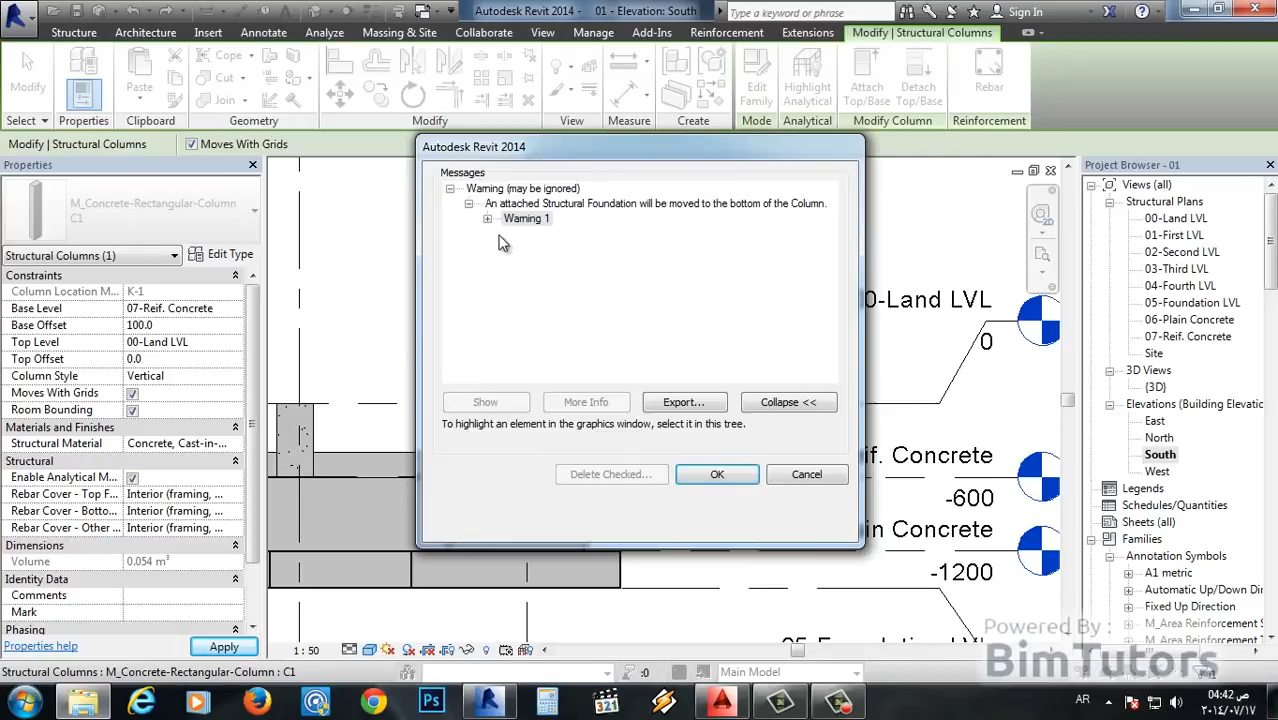 Autodesk Revit 2014 - 01 - Elevation: South
Type a keyword or phrase
Sign In
Structure Architecture Insert Annotate Analyze Massing & Site Collaborate View Manage Add-Ins Reinforcement Extensions Modify | Structural Columns
Modify
Paste
Cope
Cut
Join
Edit Family
Highlight Analytical
Attach Top/Base
Detach Top/Base
Rebar
Select Properties Clipboard Geometry Modify View Measure Create Mode Analytical Modify Column Reinforcement
Modify | Structural Columns Moves With Grids
Properties
M_Concrete-Rectangular-Column
C1
Structural Columns (1) Edit Type
Constraints
Column Location M... K-1
Base Level 07-Reif. Concrete
Base Offset 100.0
Top Level 00-Land LVL
Top Offset 0.0
Column Style Vertical
Moves With Grids
Room Bounding
Materials and Finishes
Structural Material Concrete, Cast-in-...
Structural
Enable Analytical M...
Rebar Cover - Top F... Interior (framing, ...
Rebar Cover - Botto... Interior (framing, ...
Rebar Cover - Other ... Interior (framing, ...
Dimensions
Volume 0.054 m³
Identity Data
Comments
Mark
Phasing
Properties help Apply
Autodesk Revit 2014
Messages
Warning (may be ignored)
An attached Structural Foundation will be moved to the bottom of the Column.
Warning 1
Show More Info Export... Collapse <<
To highlight an element in the graphics window, select it in this tree.
Delete Checked... OK Cancel
0-Land LVL
0
if. Concrete
-600
in Concrete
-1200
05-Foundation LVL
2D
Project Browser - 01
Views (all)
Structural Plans
00-Land LVL
01-First LVL
02-Second LVL
03-Third LVL
04-Fourth LVL
05-Foundation LVL
06-Plain Concrete
07-Reif. Concrete
Site
3D Views
{3D}
Elevations (Building Elevatio
East
North
South
West
Legends
Schedules/Quantities
Sheets (all)
Families
Annotation Symbols
A1 metric
Automatic Up/Down Di
Fixed Up Direction
M_Area Reinforcement
M_Area Reinforcement S
1 : 50
Powered By :
BimTutors
Structural Columns : M_Concrete-Rectangular-Column : C1
:0
Main Model
Ps
321
AR
04:42 ص
٢٠١٤/٠٧/١٧